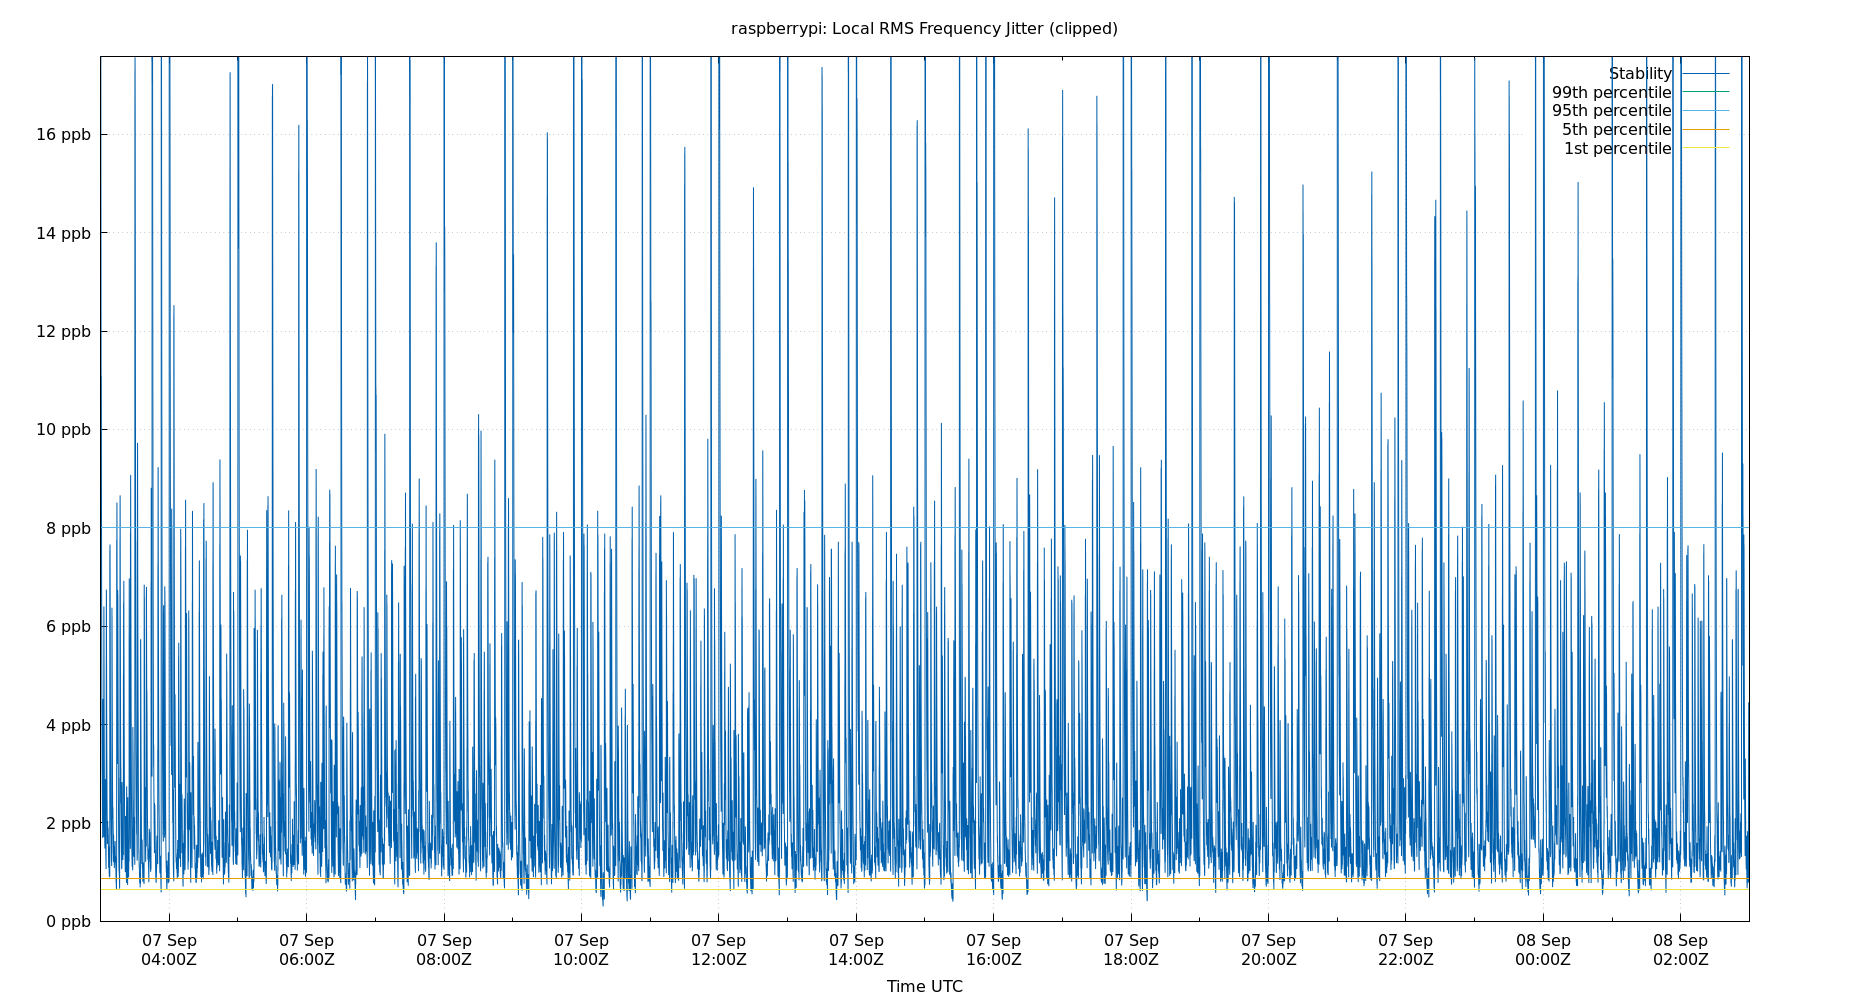 raspberrypi: Local RMS Frequency Jitter (clipped)
Stability
99th percentile
95th percentile
5th percentile
1st percentile
16 ppb
14 ppb
12 ppb
10 ppb
8 ppb
6 ppb
4 ppb
2 ppb
0 ppb
07 Sep 07 Sep 07 Sep 07 Sep 07 Sep 07 Sep 07 Sep 07 Sep 07 Sep 07 Sep 08 Sep 08 Sep
04:00Z 06:00Z 08:00Z 10:00Z 12:00Z 14:00Z 16:00Z 18:00Z 20:00Z 22:00Z 00:00Z 02:00Z
Time UTC